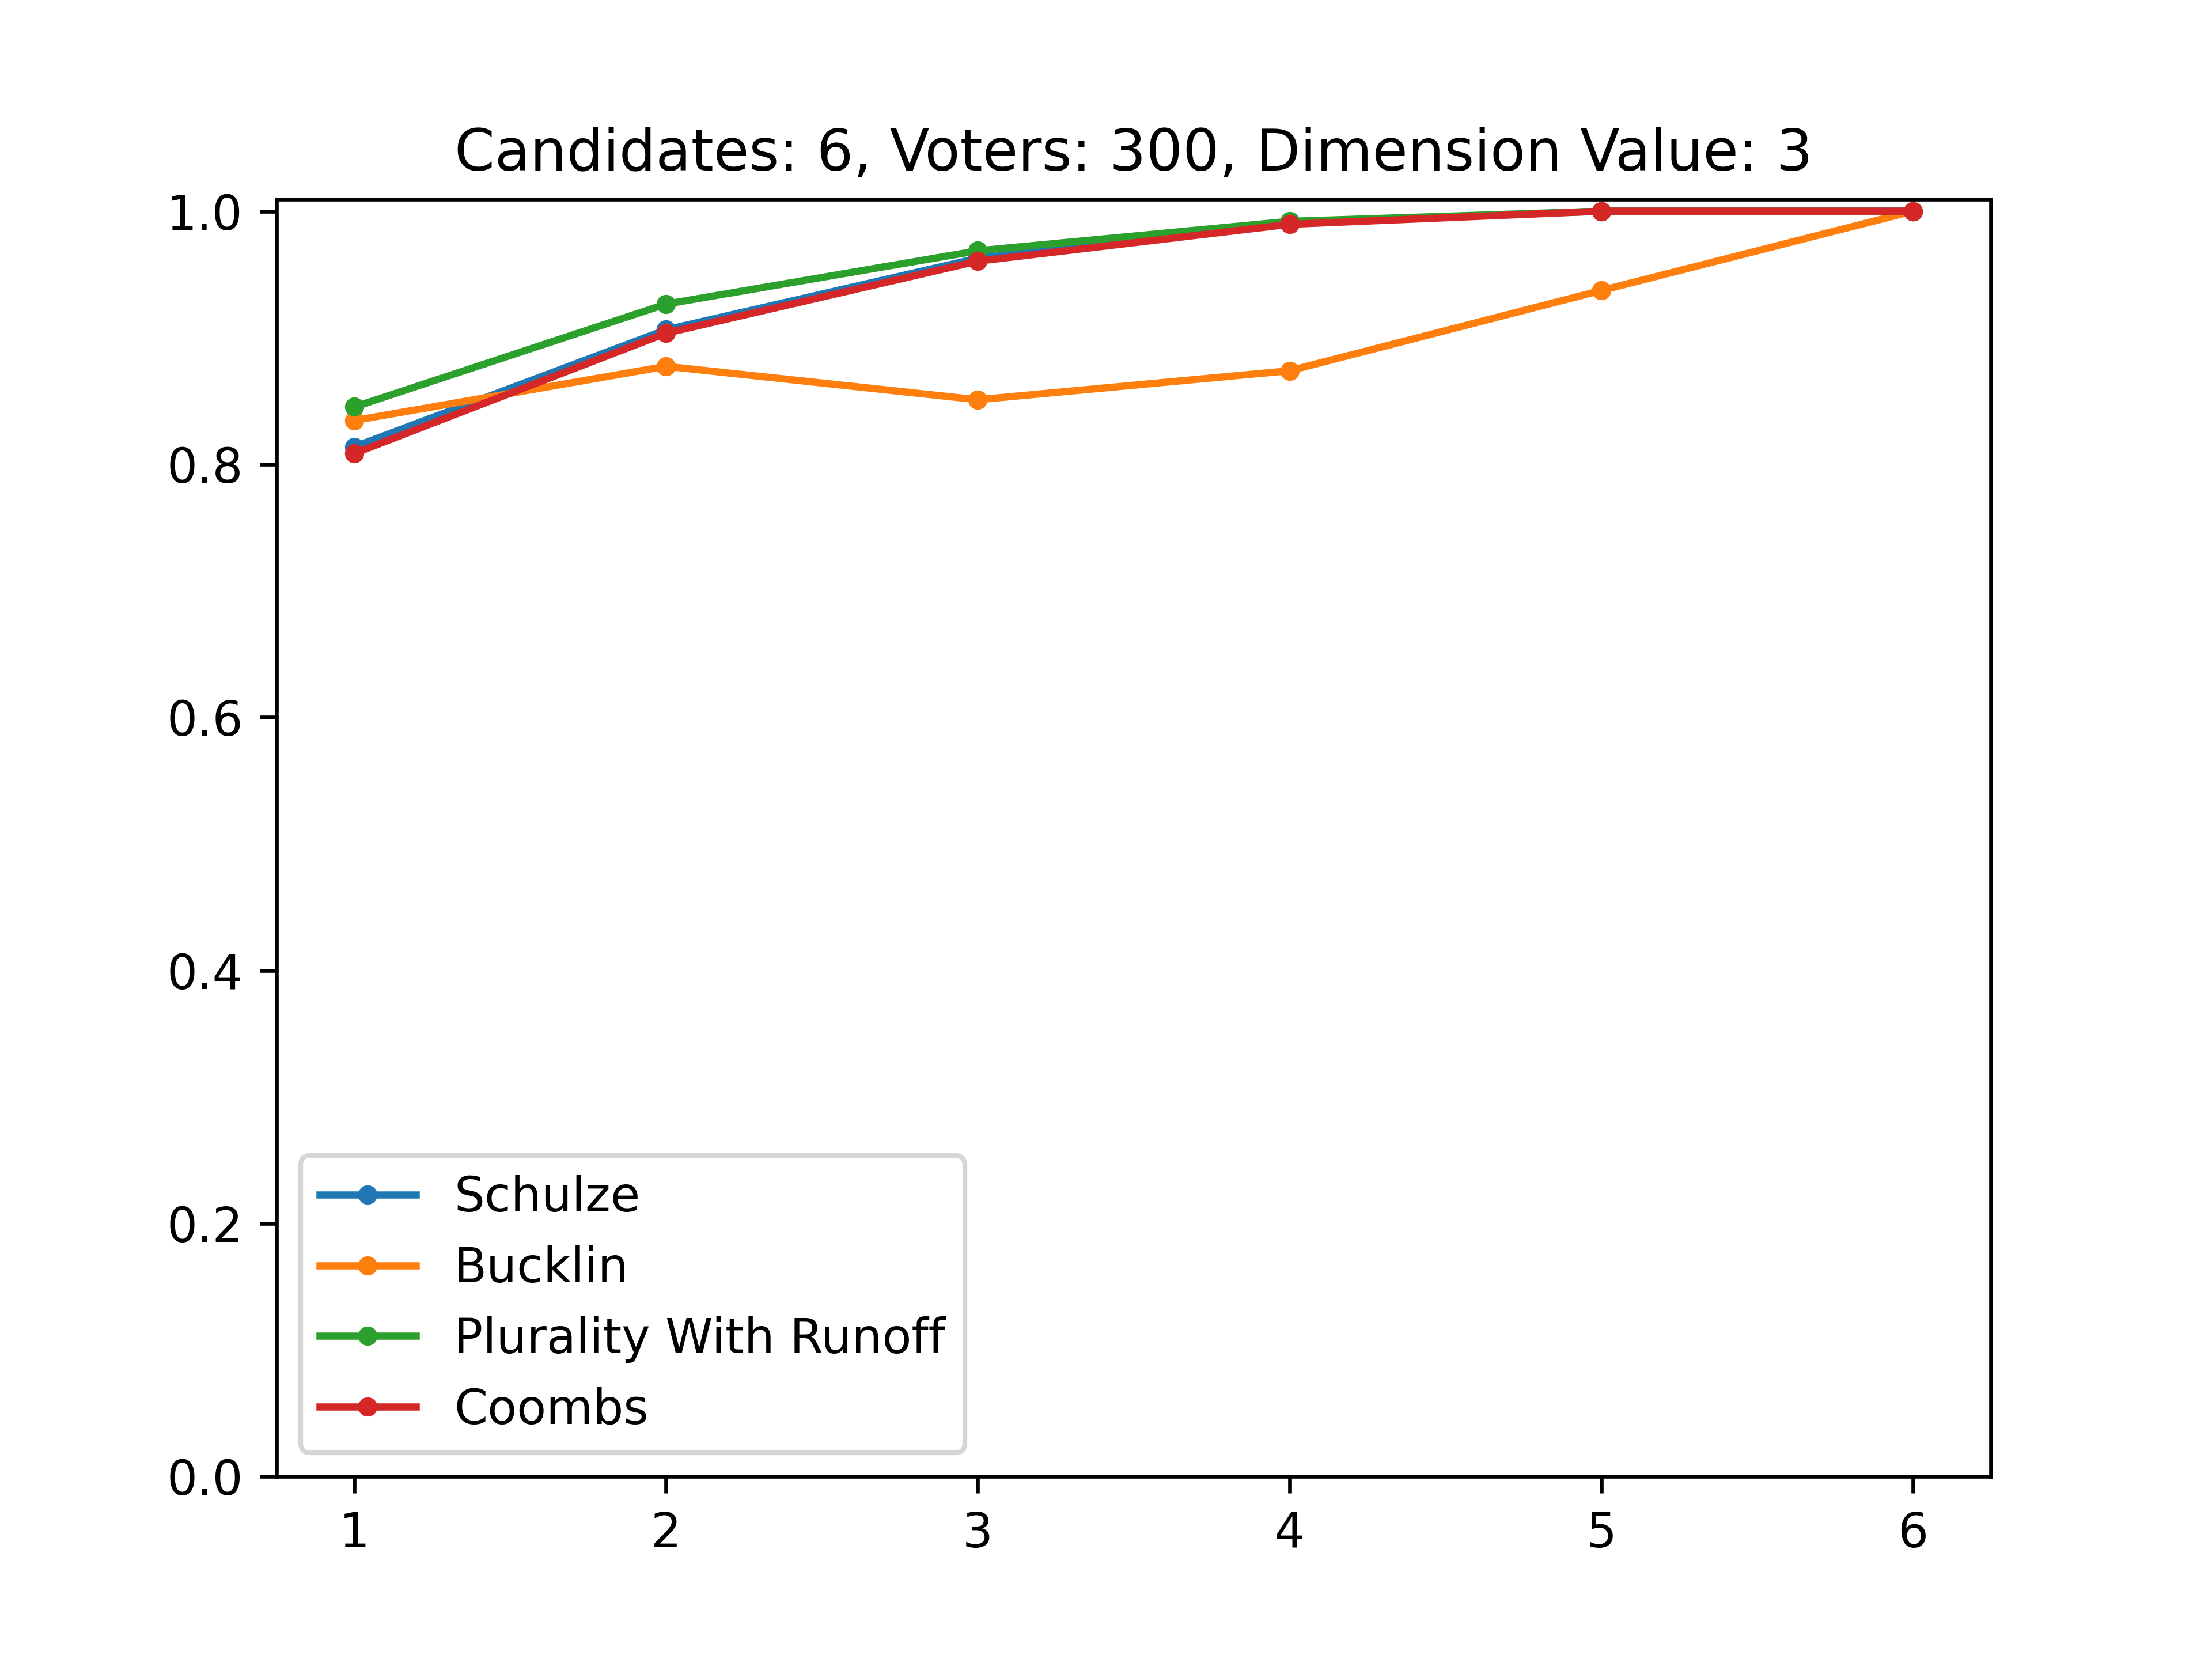 Candidates: 6, Voters: 300, Dimension Value: 3
1.0
0.8
0.6
0.4
0.2
0.0
Schulze
Bucklin
Plurality With Runoff
Coombs
1 2 3 4 5 6